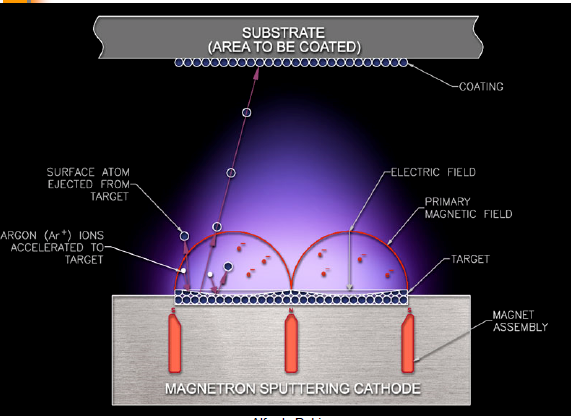 SUBSTRATE
(AREA TO BE COATED)
COATING
SURFACE ATOM
EJECTED FROM
TARGET
ELECTRIC FIELD
PRIMARY
MAGNETIC FIELD
ARGON (Ar⁺) IONS
ACCELERATED TO
TARGET
TARGET
S
N
S
MAGNET
ASSEMBLY
MAGNETRON SPUTTERING CATHODE